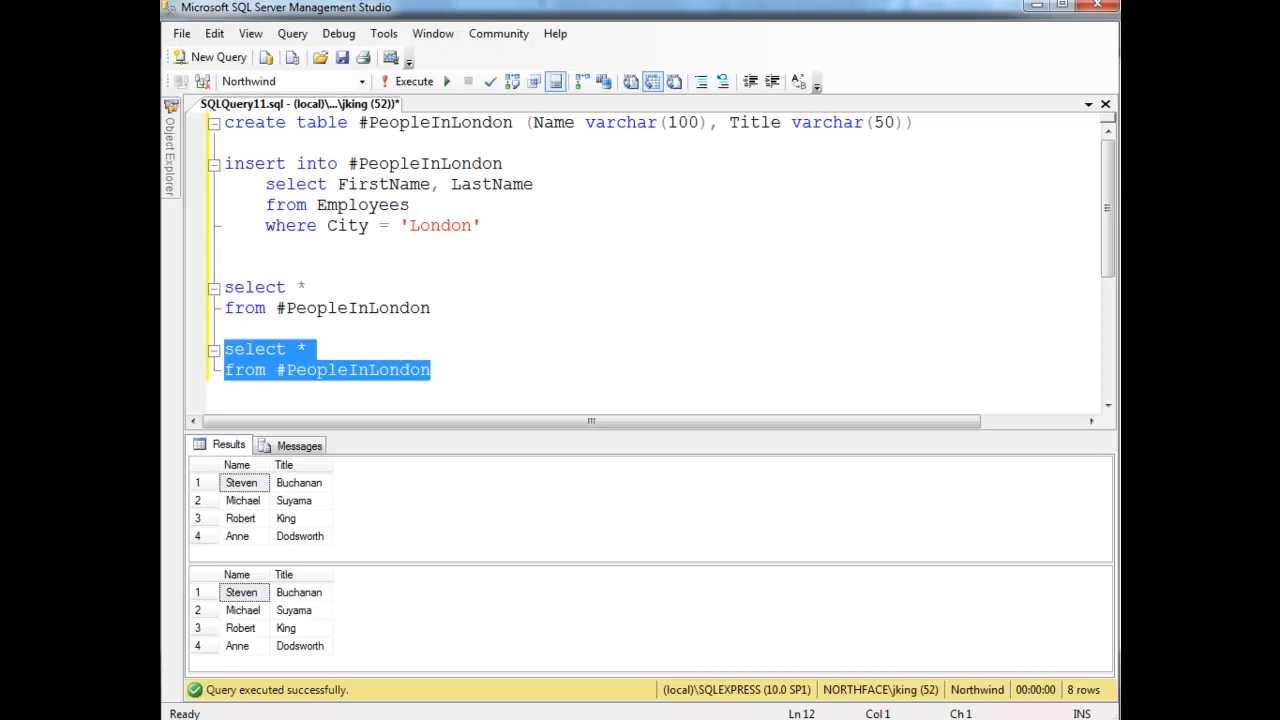 Microsoft SQL Server Management Studio
File Edit View Query Debug Tools Window Community Help
New Query
Northwind Execute
SQLQuery11.sql - (local)\...\jking (52))*
Object Explorer
create table #PeopleInLondon (Name varchar(100), Title varchar(50))
insert into #PeopleInLondon
select FirstName, LastName
from Employees
where City = 'London'
select *
from #PeopleInLondon
select *
from #PeopleInLondon
Results Messages
Name Title
1 Steven Buchanan
2 Michael Suyama
3 Robert King
4 Anne Dodsworth
Name Title
1 Steven Buchanan
2 Michael Suyama
3 Robert King
4 Anne Dodsworth
Query executed successfully. (local)\SQLEXPRESS (10.0 SP1) NORTHFACE\jking (52) Northwind 00:00:00 8 rows
Ready Ln 12 Col 1 Ch 1 INS